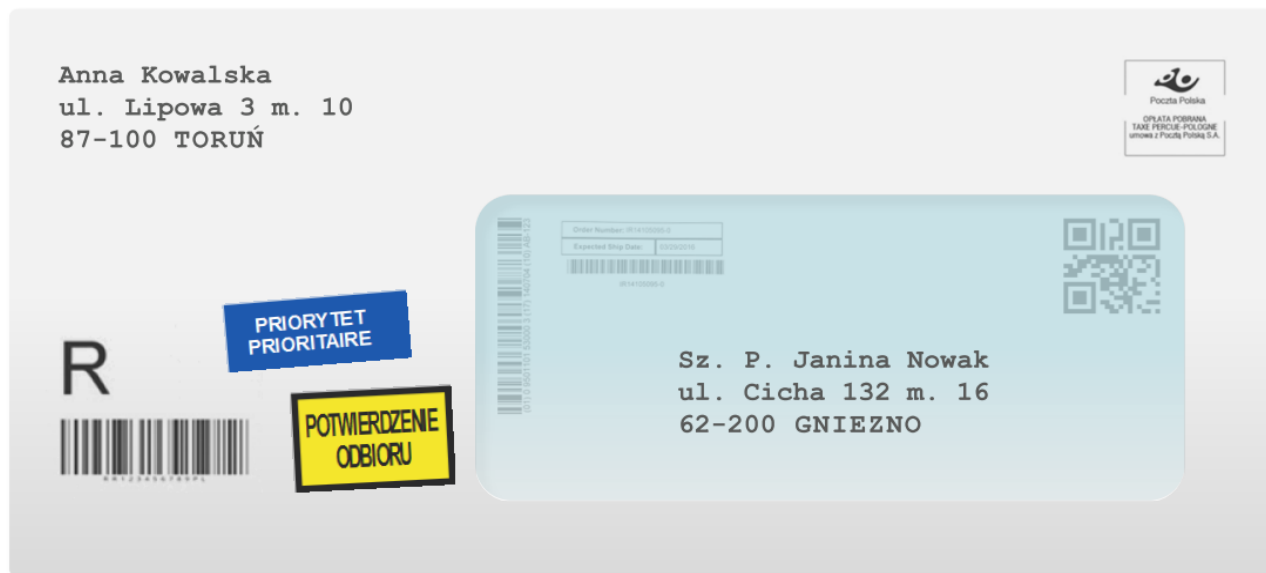 Anna Kowalska
ul. Lipowa 3 m. 10
87-100 TORUŃ
Poczta Polska
OPŁATA POBRANA
TAXE PERCUE-POLOGNE
umowa z Pocztą Polską S.A.
Order Number:
Expected Ship Date:
PRIORYTET
PRIORITAIRE
R
POTWIERDZENIE
ODBIORU
RR123456789PL
Sz. P. Janina Nowak
ul. Cicha 132 m. 16
62-200 GNIEZNO